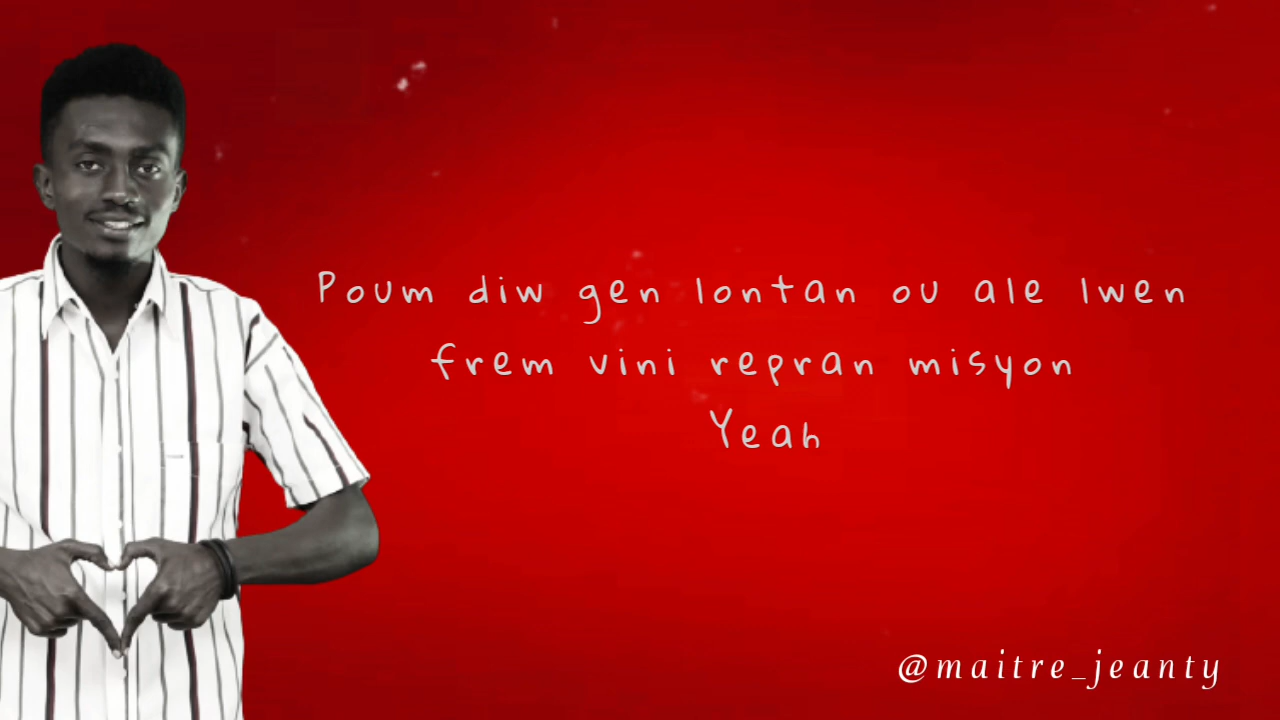 Poum diw gen lontan ou ale lwen
frem vini repran misyon
Yeah
@maitre_jeanty